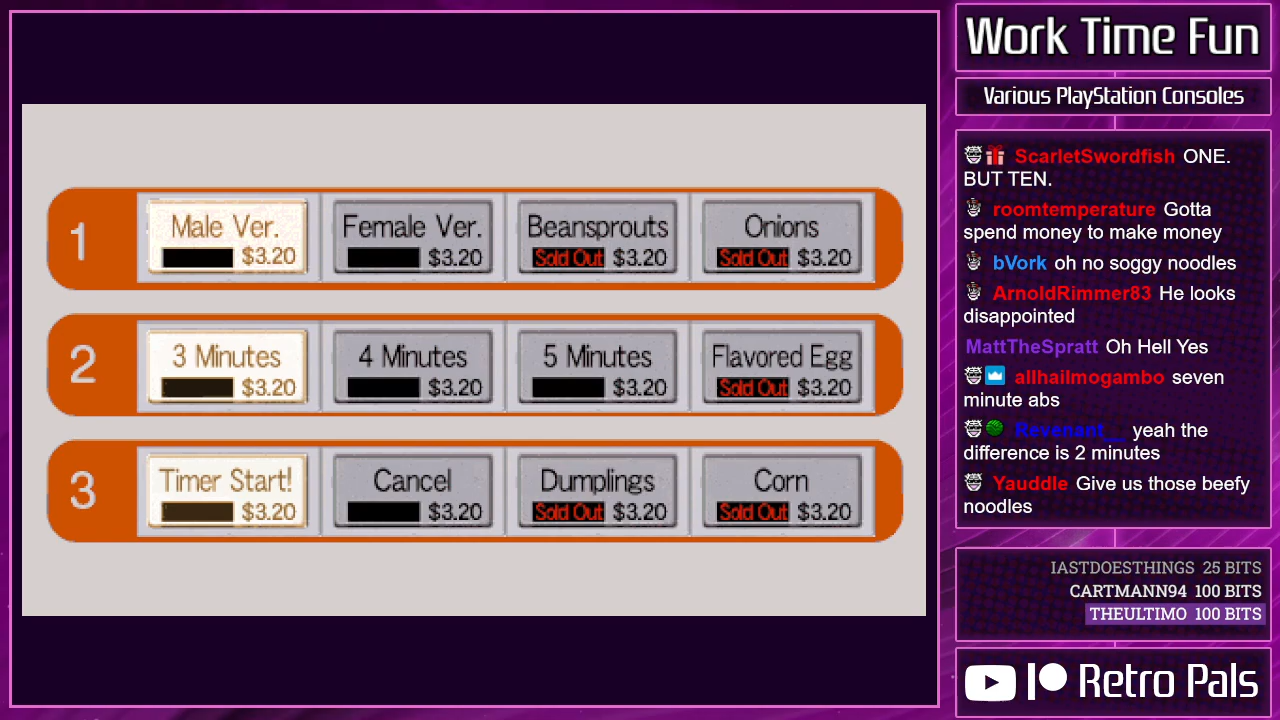 Work Time Fun
Various PlayStation Consoles
1
Male Ver.
$3.20
Female Ver.
$3.20
Beansprouts
Sold Out $3.20
Onions
Sold Out $3.20
2
3 Minutes
$3.20
4 Minutes
$3.20
5 Minutes
$3.20
Flavored Egg
Sold Out $3.20
3
Timer Start!
$3.20
Cancel
$3.20
Dumplings
Sold Out $3.20
Corn
Sold Out $3.20
ScarletSwordfish ONE.
BUT TEN.
roomtemperature Gotta
spend money to make money
bVork oh no soggy noodles
ArnoldRimmer83 He looks
disappointed
MattTheSpratt Oh Hell Yes
allhailmogambo seven
minute abs
Revenant__ yeah the
difference is 2 minutes
Yauddle Give us those beefy
noodles
IASTDOESTHINGS 25 BITS
CARTMANN94 100 BITS
THEULTIMO 100 BITS
Retro Pals